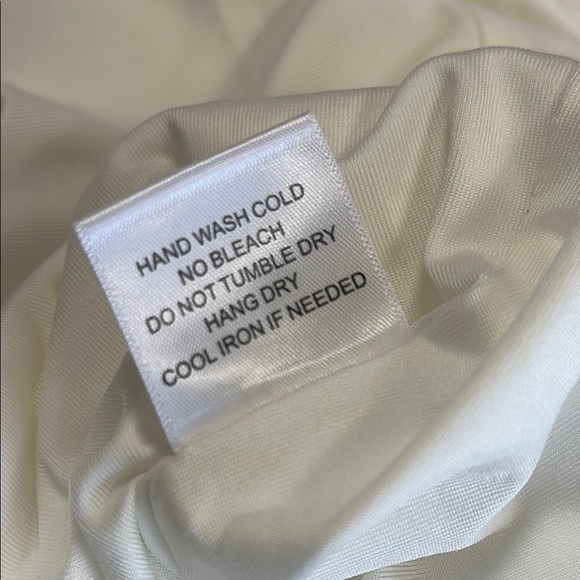 HAND WASH COLD
NO BLEACH
DO NOT TUMBLE DRY
HANG DRY
COOL IRON IF NEEDED